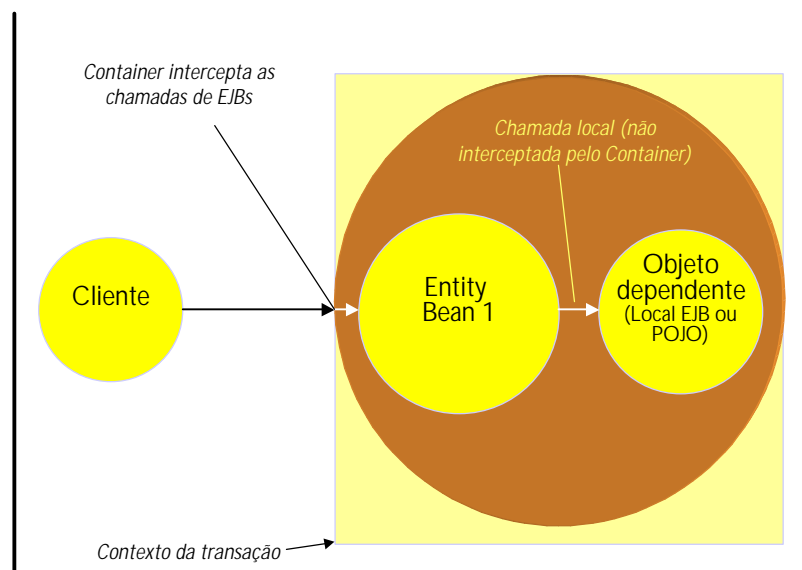 Container intercepta as
chamadas de EJBs
Chamada local (não
interceptada pelo Container)
Cliente
Entity
Bean 1
Objeto
dependente
(Local EJB ou
POJO)
Contexto da transação